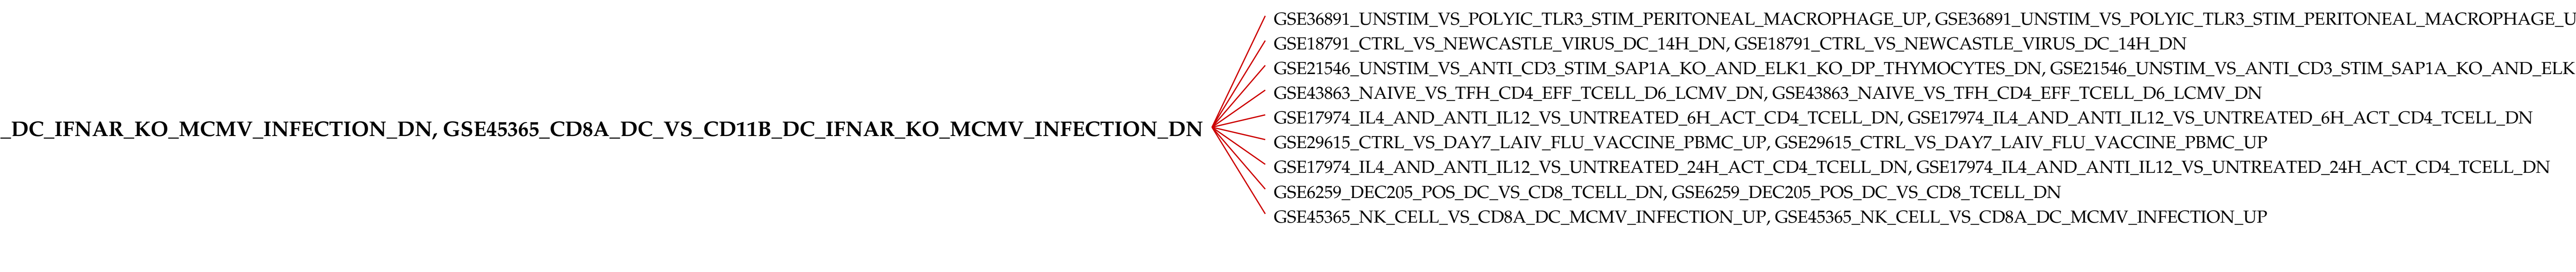 GSE36891_UNSTIM_VS_POLYIC_TLR3_STIM_PERITONEAL_MACROPHAGE_UP, GSE36891_UNSTIM_VS_POLYIC_TLR3_STIM_PERITONEAL_MACROPHAGE_U
GSE18791_CTRL_VS_NEWCASTLE_VIRUS_DC_14H_DN, GSE18791_CTRL_VS_NEWCASTLE_VIRUS_DC_14H_DN
GSE21546_UNSTIM_VS_ANTI_CD3_STIM_SAP1A_KO_AND_ELK1_KO_DP_THYMOCYTES_DN, GSE21546_UNSTIM_VS_ANTI_CD3_STIM_SAP1A_KO_AND_ELK
GSE43863_NAIVE_VS_TFH_CD4_EFF_TCELL_D6_LCMV_DN, GSE43863_NAIVE_VS_TFH_CD4_EFF_TCELL_D6_LCMV_DN
GSE17974_IL4_AND_ANTI_IL12_VS_UNTREATED_6H_ACT_CD4_TCELL_DN, GSE17974_IL4_AND_ANTI_IL12_VS_UNTREATED_6H_ACT_CD4_TCELL_DN
_DC_IFNAR_KO_MCMV_INFECTION_DN, GSE45365_CD8A_DC_VS_CD11B_DC_IFNAR_KO_MCMV_INFECTION_DN
GSE29615_CTRL_VS_DAY7_LAIV_FLU_VACCINE_PBMC_UP, GSE29615_CTRL_VS_DAY7_LAIV_FLU_VACCINE_PBMC_UP
GSE17974_IL4_AND_ANTI_IL12_VS_UNTREATED_24H_ACT_CD4_TCELL_DN, GSE17974_IL4_AND_ANTI_IL12_VS_UNTREATED_24H_ACT_CD4_TCELL_DN
GSE6259_DEC205_POS_DC_VS_CD8_TCELL_DN, GSE6259_DEC205_POS_DC_VS_CD8_TCELL_DN
GSE45365_NK_CELL_VS_CD8A_DC_MCMV_INFECTION_UP, GSE45365_NK_CELL_VS_CD8A_DC_MCMV_INFECTION_UP